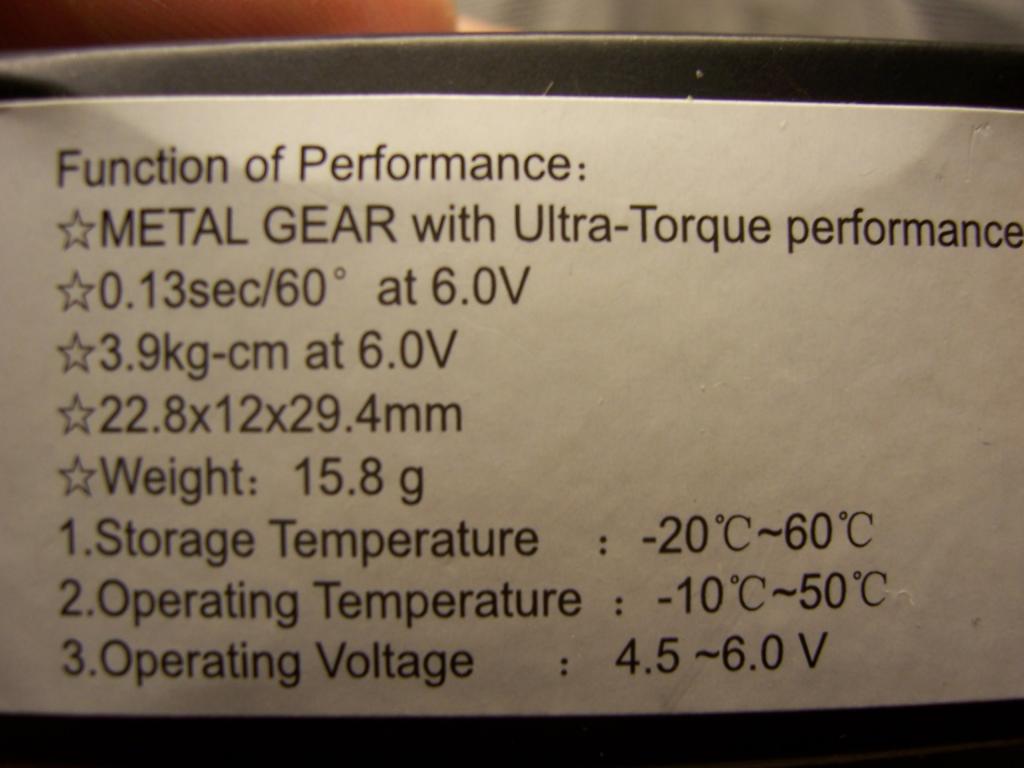 Function of Performance:
☆METAL GEAR with Ultra-Torque performance
☆0.13sec/60° at 6.0V
☆3.9kg-cm at 6.0V
☆22.8x12x29.4mm
☆Weight: 15.8 g
1.Storage Temperature : -20℃~60℃
2.Operating Temperature : -10℃~50℃
3.Operating Voltage : 4.5 ~6.0 V